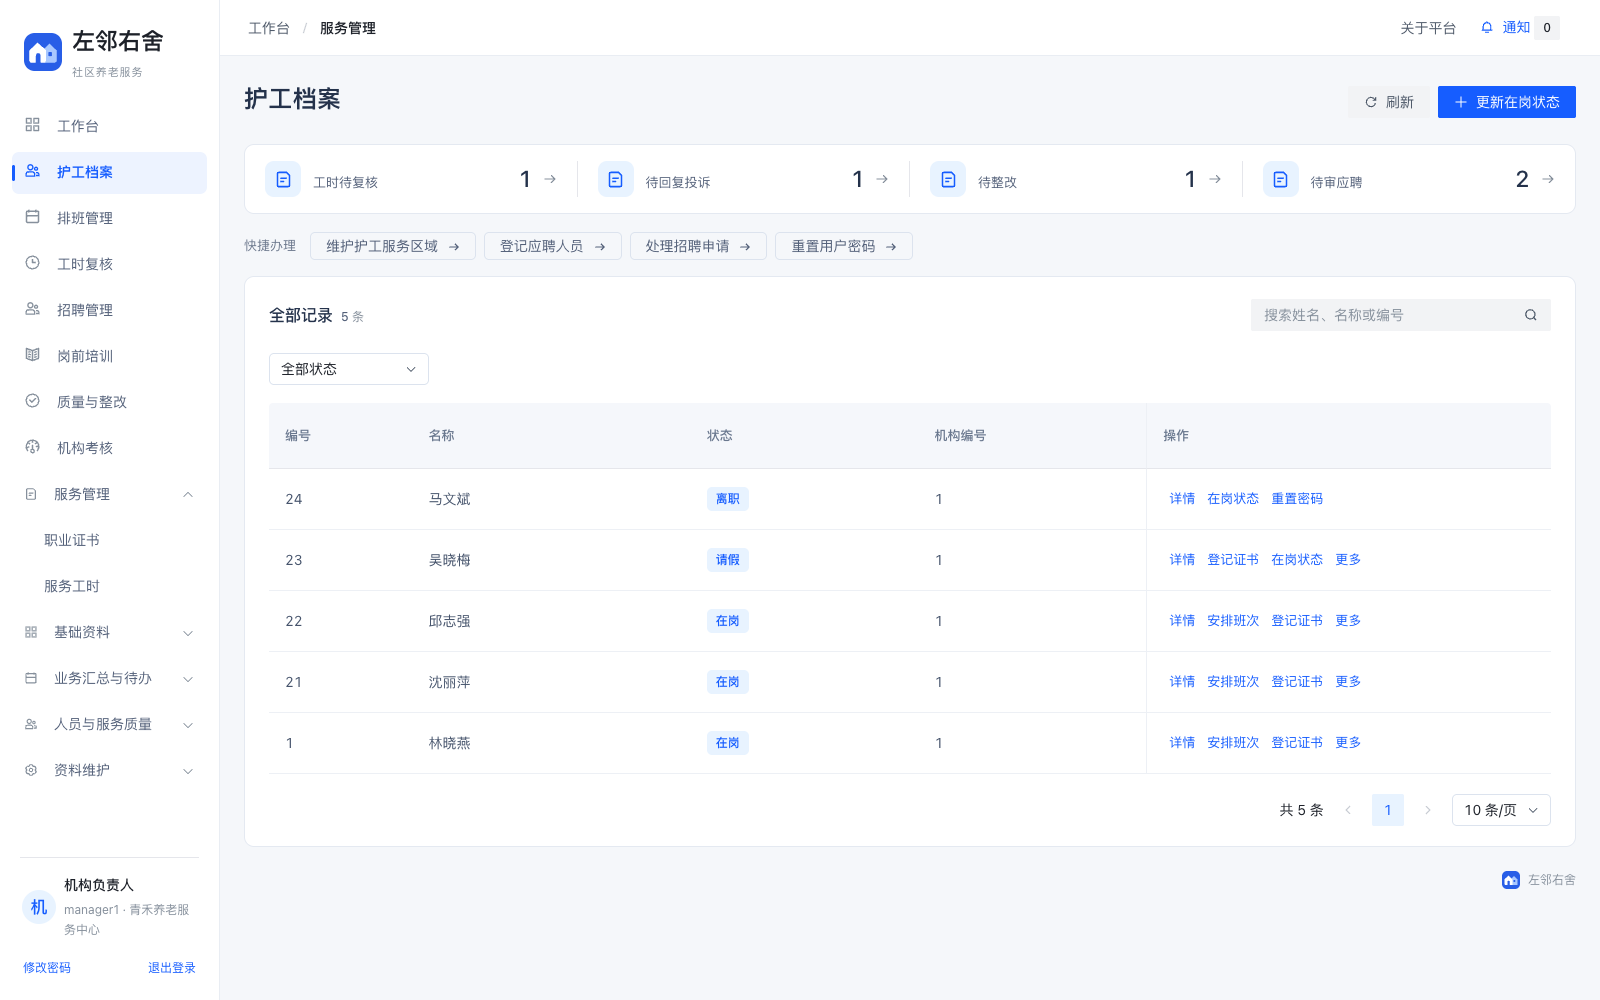 左邻右舍
社区养老服务
工作台
护工档案
排班管理
工时复核
招聘管理
岗前培训
质量与整改
机构考核
服务管理
职业证书
服务工时
基础资料
业务汇总与待办
人员与服务质量
资料维护
机
机构负责人
manager1 · 青禾养老服
务中心
修改密码 退出登录
工作台 / 服务管理
关于平台 通知 0
护工档案
刷新 更新在岗状态
工时待复核 1 待回复投诉 1 待整改 1 待审应聘 2
快捷办理 维护护工服务区域 登记应聘人员 处理招聘申请 重置用户密码
全部记录 5 条
搜索姓名、名称或编号
全部状态
编号 名称 状态 机构编号 操作
24 马文斌 离职 1 详情 在岗状态 重置密码
23 吴晓梅 请假 1 详情 登记证书 在岗状态 更多
22 邱志强 在岗 1 详情 安排班次 登记证书 更多
21 沈丽萍 在岗 1 详情 安排班次 登记证书 更多
1 林晓燕 在岗 1 详情 安排班次 登记证书 更多
共 5 条 1 10 条/页
左邻右舍